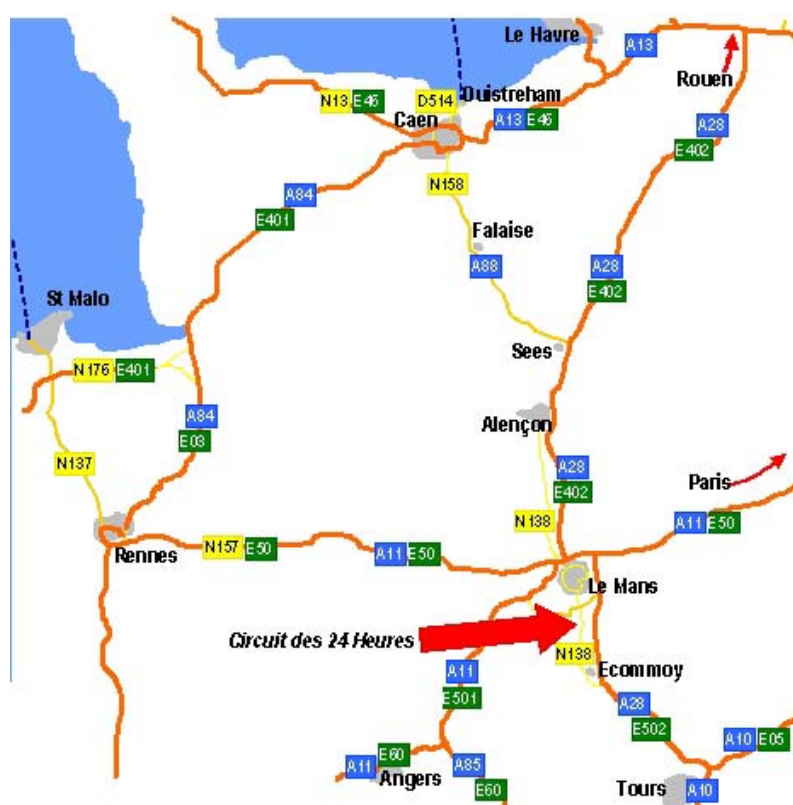 Le Havre
A13
Rouen
N13 E46
D514
Ouistreham
Caen
A13 E46
A28
E402
N158
A84
E401
Falaise
A88
A28
E402
St Malo
Sees
N176 E401
A84
E03
Alençon
N137
A28
E402
Paris
N138
A11 E50
Rennes
N157 E50
A11 E50
Le Mans
Circuit des 24 Heures
N138
A11
E501
Ecommoy
A28
E502
A10 E05
E60
A11
Angers
A85
E60
Tours
A10